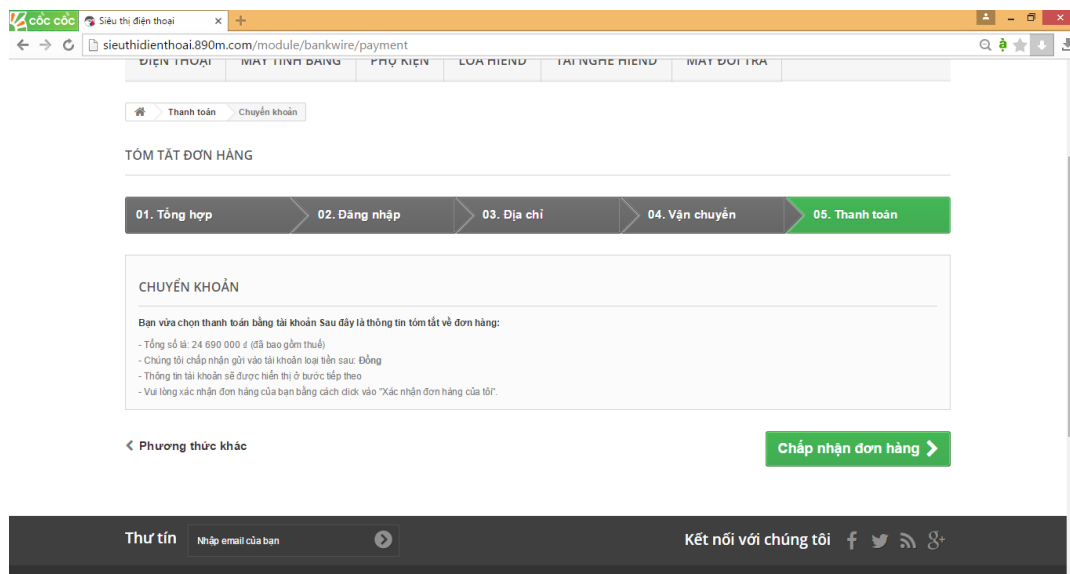 cốc cốc
Siêu thị điện thoại
sieuthidienthoai.890m.com/module/bankwire/payment
ĐIỆN THOẠI MÁY TÍNH BẢNG PHỤ KIỆN LOA HIEND TAI NGHE HIEND MÁY ĐỔI TRẢ
Thanh toán Chuyển khoản
TÓM TẮT ĐƠN HÀNG
01. Tổng hợp 02. Đăng nhập 03. Địa chỉ 04. Vận chuyển 05. Thanh toán
CHUYỂN KHOẢN
Bạn vừa chọn thanh toán bằng tài khoản Sau đây là thông tin tóm tắt về đơn hàng:
- Tổng số là: 24 690 000 đ (đã bao gồm thuế)
- Chúng tôi chấp nhận gửi vào tài khoản loại tiền sau: Đồng
- Thông tin tài khoản sẽ được hiển thị ở bước tiếp theo
- Vui lòng xác nhận đơn hàng của bạn bằng cách click vào "Xác nhận đơn hàng của tôi".
Phương thức khác
Chấp nhận đơn hàng
Thư tín Nhập email của bạn Kết nối với chúng tôi